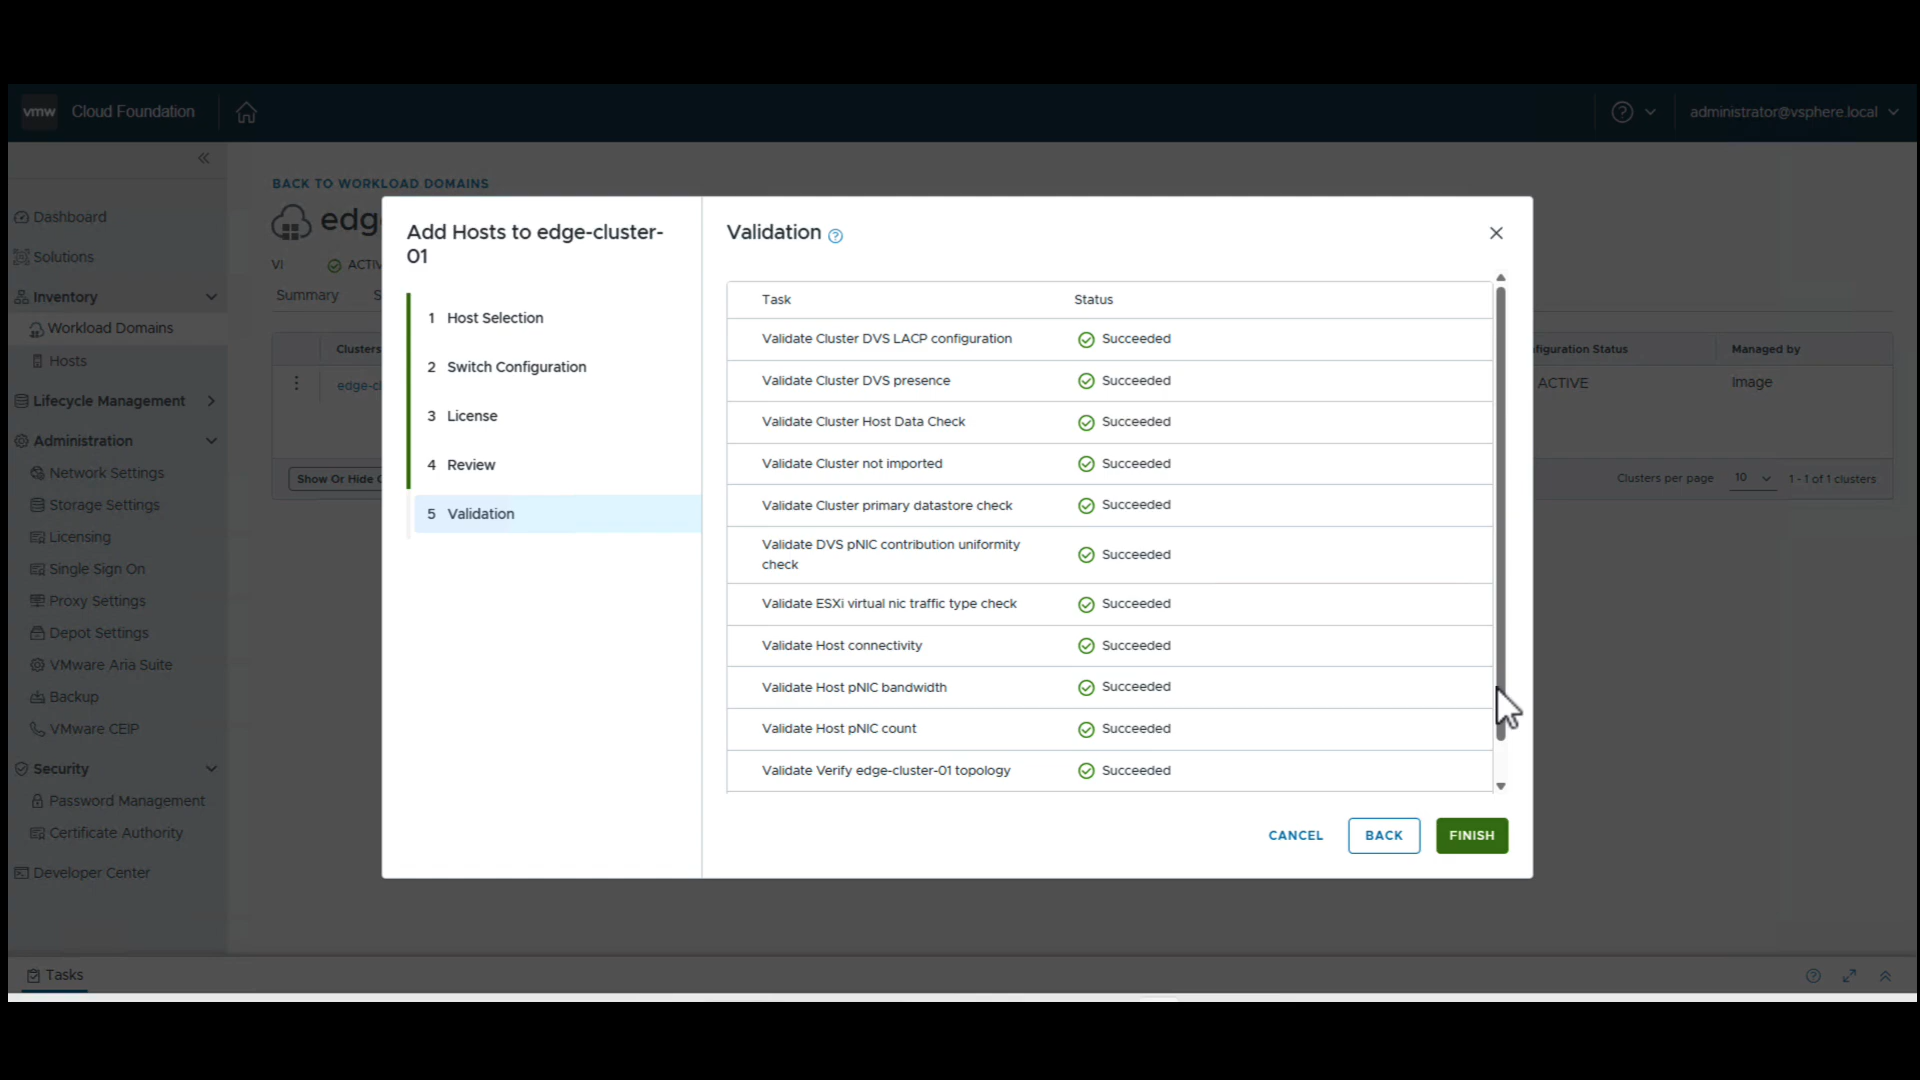 vmw Cloud Foundation
administrator@vsphere.local
BACK TO WORKLOAD DOMAINS
edg
VI ACTIV
Summary S
Clusters
edge-cl
Show Or Hide C
figuration Status
Managed by
ACTIVE
Image
Clusters per page 10 1 - 1 of 1 clusters
Dashboard
Solutions
Inventory
Workload Domains
Hosts
Lifecycle Management
Administration
Network Settings
Storage Settings
Licensing
Single Sign On
Proxy Settings
Depot Settings
VMware Aria Suite
Backup
VMware CEIP
Security
Password Management
Certificate Authority
Developer Center
Add Hosts to edge-cluster-
01
1 Host Selection
2 Switch Configuration
3 License
4 Review
5 Validation
Validation
Task Status
Validate Cluster DVS LACP configuration Succeeded
Validate Cluster DVS presence Succeeded
Validate Cluster Host Data Check Succeeded
Validate Cluster not imported Succeeded
Validate Cluster primary datastore check Succeeded
Validate DVS pNIC contribution uniformity
check
Succeeded
Validate ESXi virtual nic traffic type check Succeeded
Validate Host connectivity Succeeded
Validate Host pNIC bandwidth Succeeded
Validate Host pNIC count Succeeded
Validate Verify edge-cluster-01 topology Succeeded
CANCEL BACK FINISH
Tasks